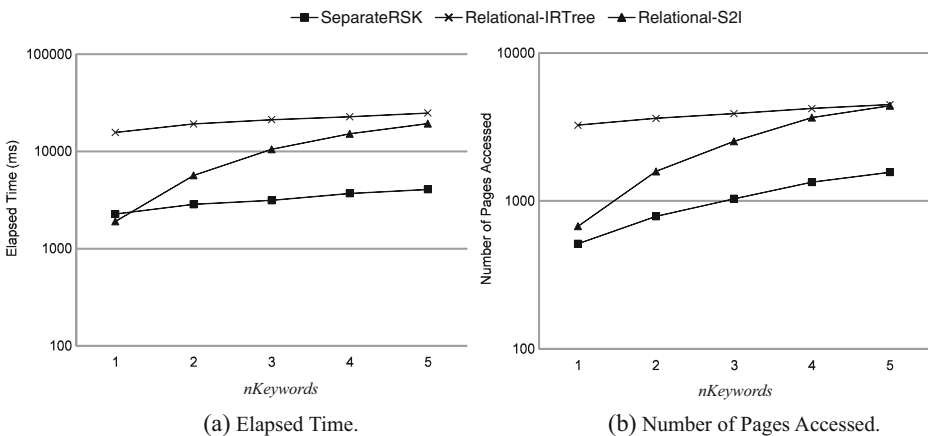 SeparateRSK Relational-IRTree Relational-S2I
100000
10000
1000
100
Elapsed Time (ms)
1 2 3 4 5
nKeywords
(a) Elapsed Time.
10000
1000
100
Number of Pages Accessed
1 2 3 4 5
nKeywords
(b) Number of Pages Accessed.